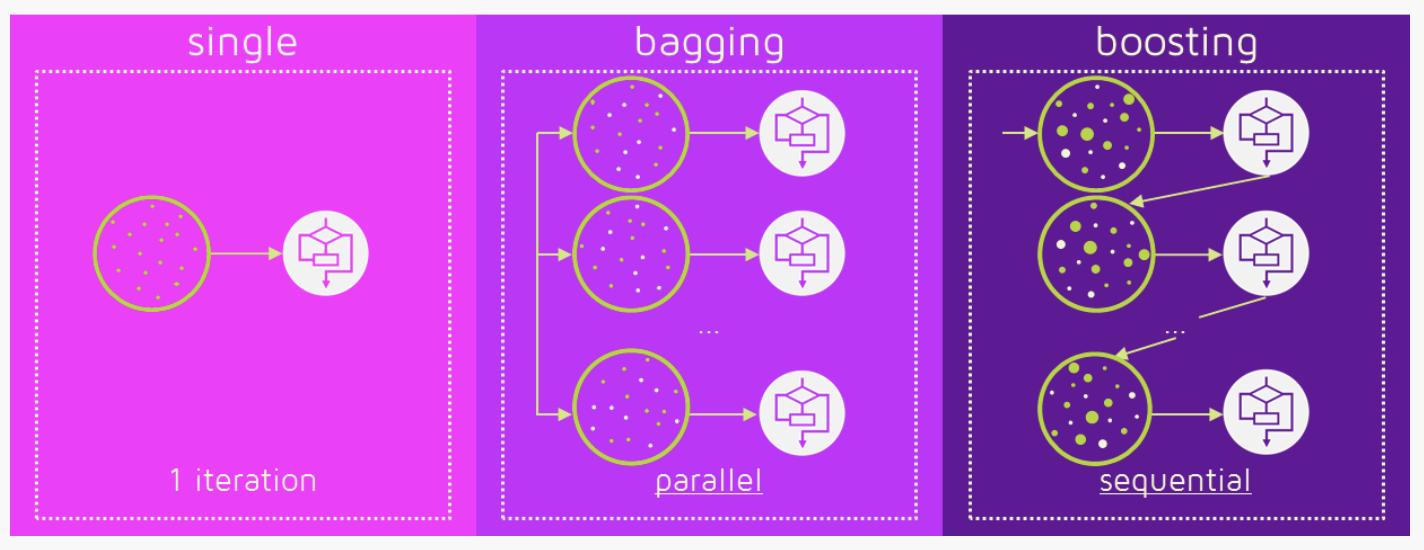 single
bagging
boosting
...
...
1 iteration
parallel
sequential